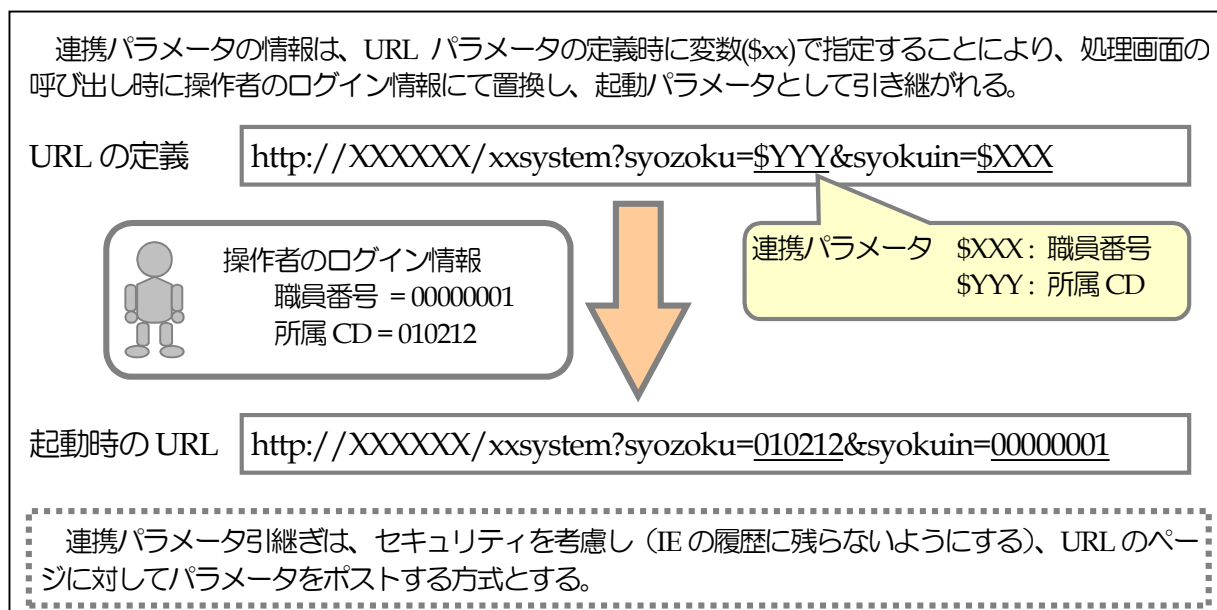 連携パラメータの情報は、URL パラメータの定義時に変数($xx)で指定することにより、処理画面の
呼び出し時に操作者のログイン情報にて置換し、起動パラメータとして引き継がれる。
URL の定義
http://XXXXXX/xxsystem?syozoku=$YYY&syokuin=$XXX
操作者のログイン情報
職員番号 = 00000001
所属 CD = 010212
連携パラメータ $XXX : 職員番号
$YYY : 所属 CD
起動時の URL
http://XXXXXX/xxsystem?syozoku=010212&syokuin=00000001
連携パラメータ引継ぎは、セキュリティを考慮し（IE の履歴に残らないようにする）、URL のペー
ジに対してパラメータをポストする方式とする。